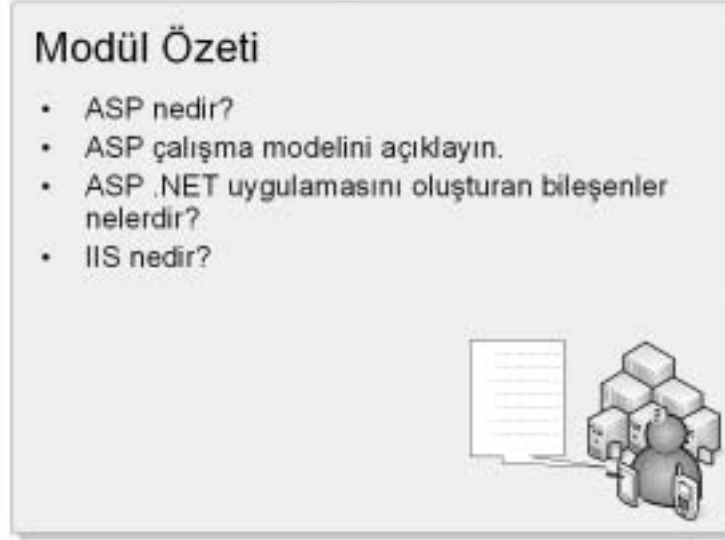 Modül Özeti
• ASP nedir?
• ASP çalışma modelini açıklayın.
• ASP .NET uygulamasını oluşturan bileşenler
nelerdir?
• IIS nedir?